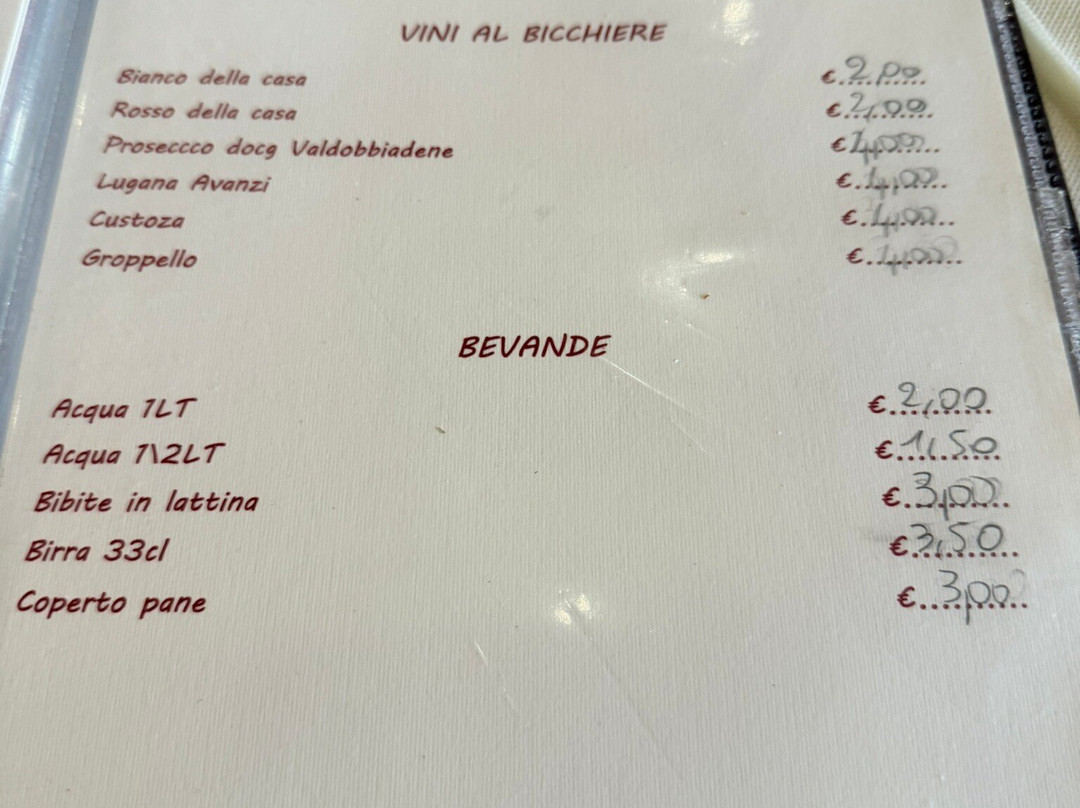 VINI AL BICCHIERE
Bianco della casa €.2,00
Rosso della casa €.2,00
Proseccco docg Valdobbiadene €.4,00
Lugana Avanzi €.4,00
Custoza €.4,00
Groppello €.4,00
BEVANDE
Acqua 1LT €.2,00
Acqua 1\2LT €.1,50
Bibite in lattina €.3,00
Birra 33cl €.3,50
Coperto pane €.3,00